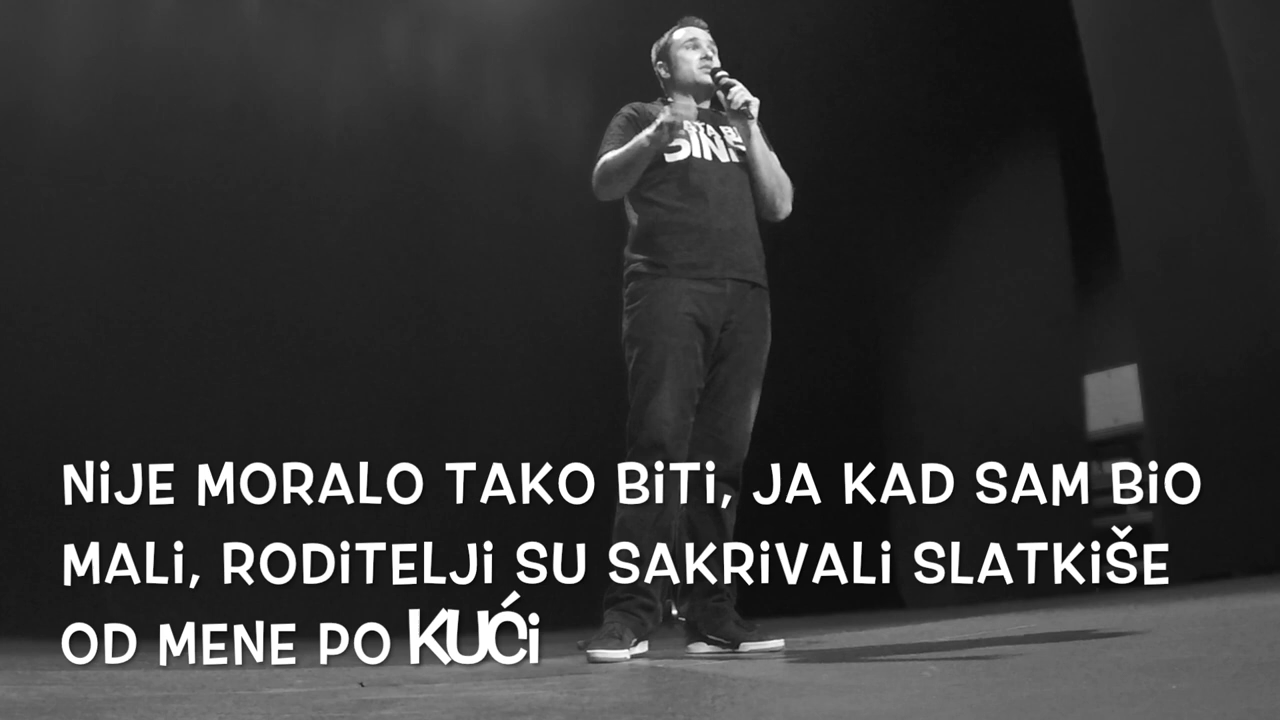 NiJE MORALO TAKO BiTi, JA KAD SAM BiO
MALi, RODiTELJi SU SAKRiVALi SLATKiŠE
OD MENE PO KUĆi